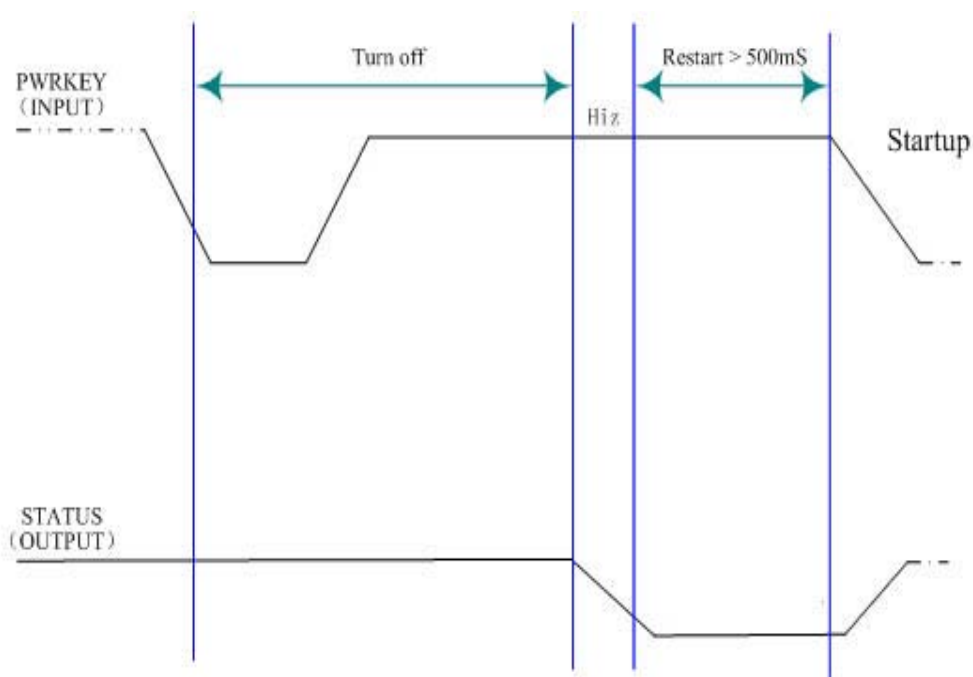 Turn off
Restart > 500mS
PWRKEY
(INPUT)
Hiz
Startup
STATUS
(OUTPUT)